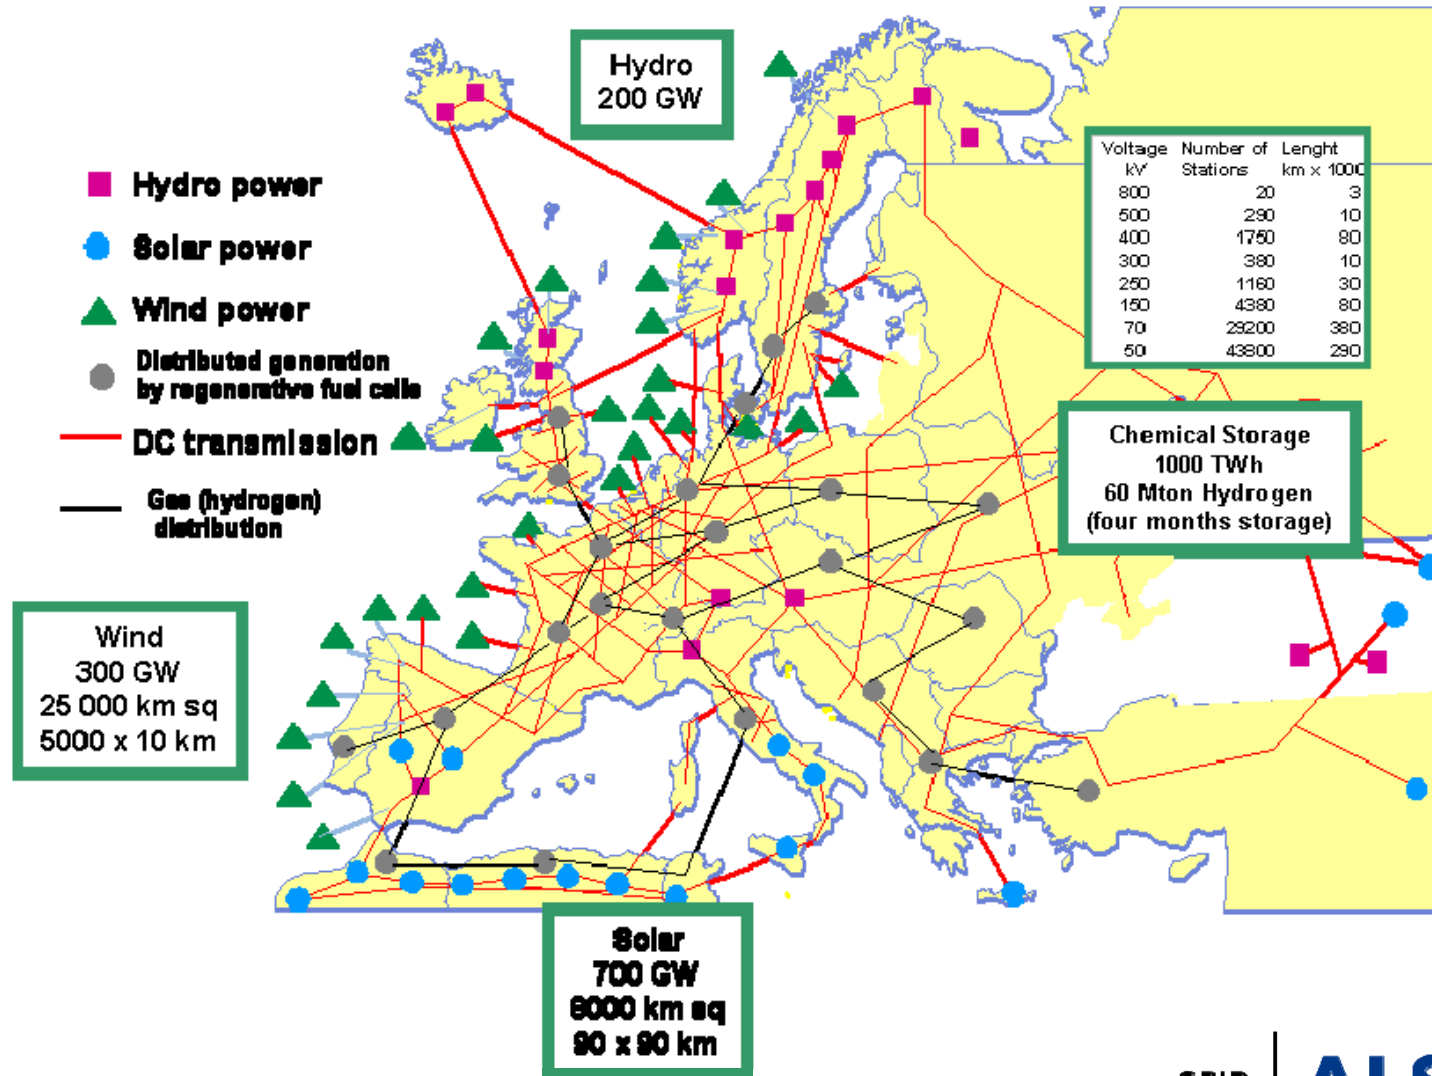 Hydro
200 GW
Hydro power
Solar power
Wind power
Distributed generation
by regenerative fuel cells
DC transmission
Gas (hydrogen)
distribution
Voltage Number of Lenght
kV Stations km x 1000
800 20 3
500 290 10
400 1750 80
300 380 10
250 1160 30
150 4380 80
70 29200 380
50 43800 290
Chemical Storage
1000 TWh
60 Mton Hydrogen
(four months storage)
Wind
300 GW
25 000 km sq
5000 x 10 km
Solar
700 GW
8000 km sq
90 x 90 km
GRID